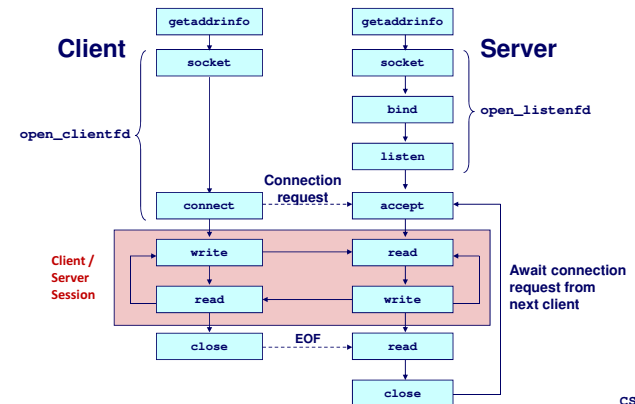 getaddrinfo
getaddrinfo
Client
Server
socket
socket
bind
open_clientfd
open_listenfd
listen
Connection
request
connect
accept
Client /
Server
Session
write
read
Await connection
request from
next client
read
write
close
EOF
read
close
CS